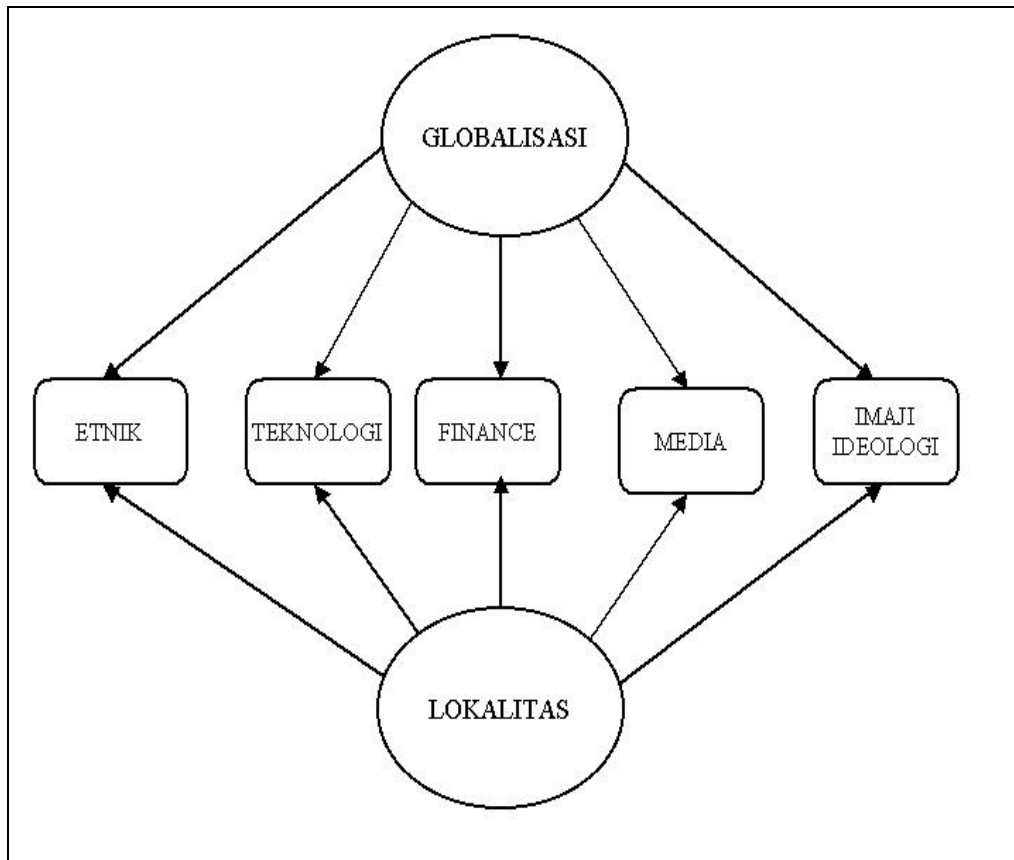 GLOBALISASI
ETNIK
TEKNOLOGI
FINANCE
MEDIA
IMAJI
IDEOLOGI
LOKALITAS